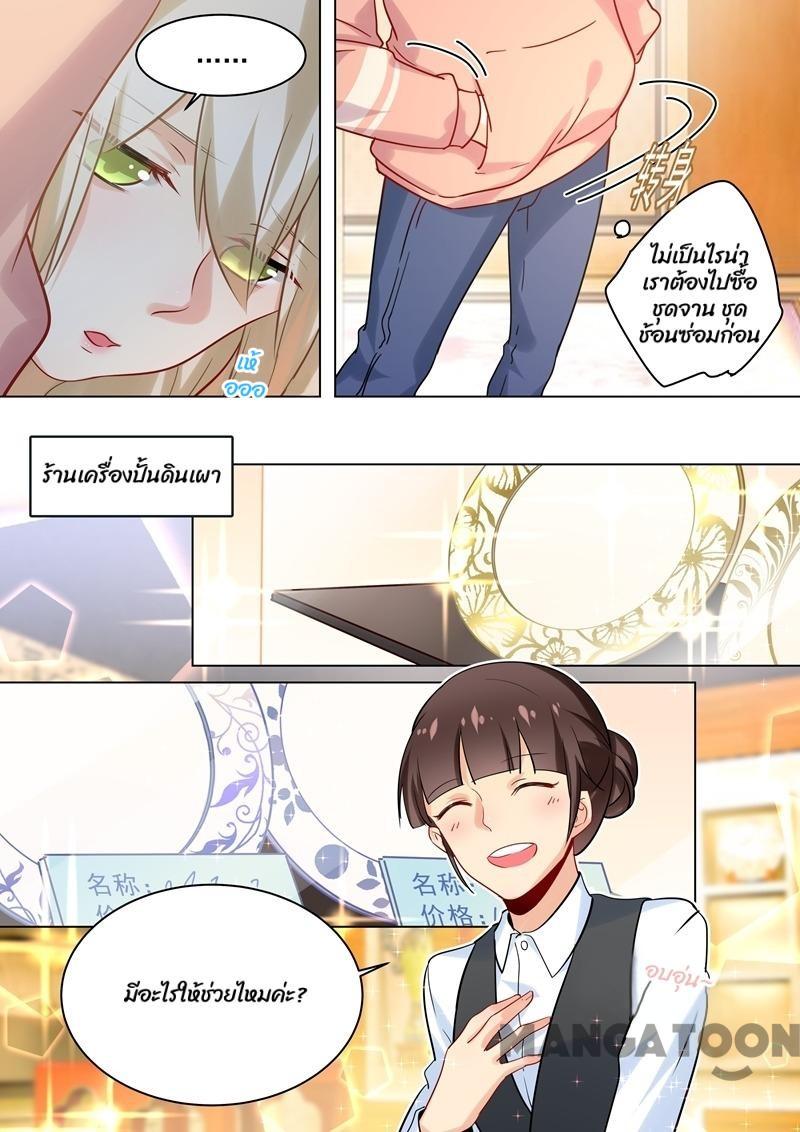 ……
转身
ไม่เป็นไรน่า
เราต้องไปซื้อ
ชุดจาน ชุด
ช้อนซ่อมก่อน
เห้
ออออ
ร้านเครื่องปั้นดินเผา
名称:
名称:
价格:
มีอะไรให้ช่วยไหมค่ะ?
อบอุ่น~
MANGATOON